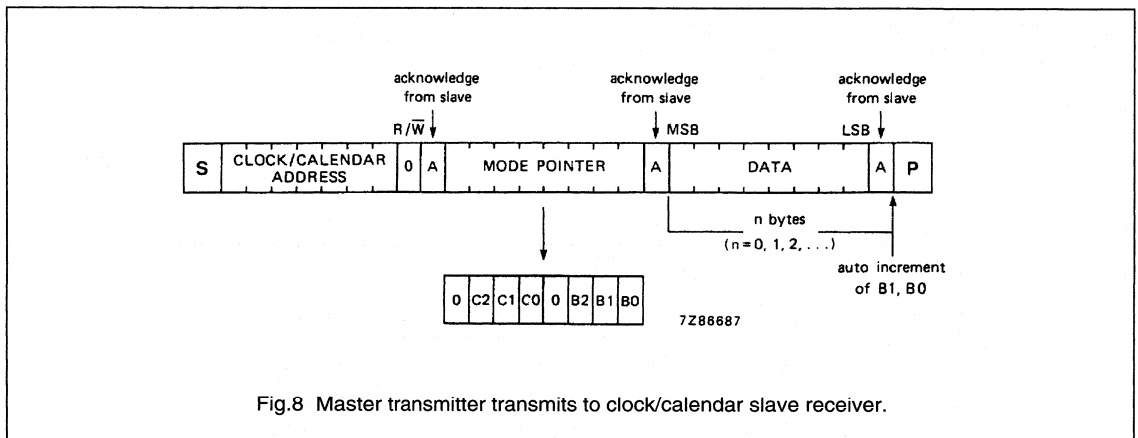 acknowledge acknowledge acknowledge
from slave from slave from slave
R/W̅ MSB LSB
S CLOCK/CALENDAR ADDRESS 0 A MODE POINTER A DATA A P
n bytes
(n=0, 1, 2, . . .)
auto increment
of B1, B0
0 C2 C1 C0 0 B2 B1 B0
7Z86687
Fig.8 Master transmitter transmits to clock/calendar slave receiver.